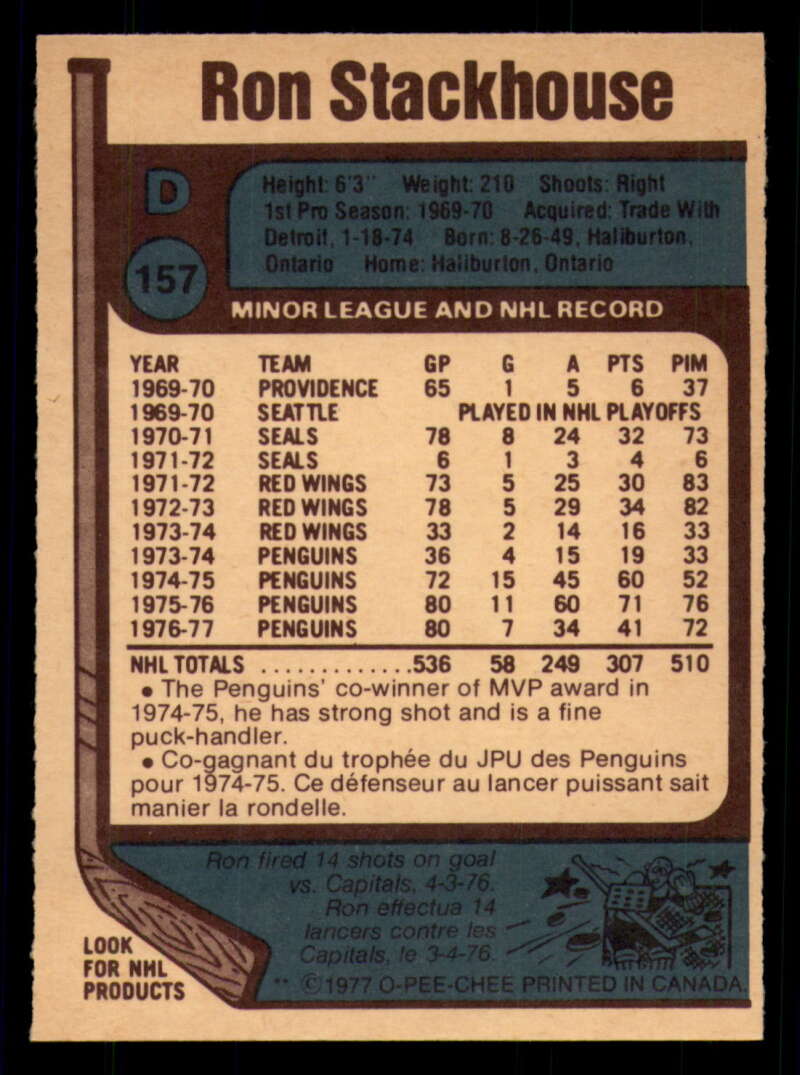 Ron Stackhouse
D
157
Height: 6'3" Weight: 210 Shoots: Right
1st Pro Season: 1969-70 Acquired: Trade With
Detroit, 1-18-74 Born: 8-26-49, Haliburton,
Ontario Home: Haliburton, Ontario
MINOR LEAGUE AND NHL RECORD
YEAR TEAM GP G A PTS PIM
1969-70 PROVIDENCE 65 1 5 6 37
1969-70 SEATTLE PLAYED IN NHL PLAYOFFS
1970-71 SEALS 78 8 24 32 73
1971-72 SEALS 6 1 3 4 6
1971-72 RED WINGS 73 5 25 30 83
1972-73 RED WINGS 78 5 29 34 82
1973-74 RED WINGS 33 2 14 16 33
1973-74 PENGUINS 36 4 15 19 33
1974-75 PENGUINS 72 15 45 60 52
1975-76 PENGUINS 80 11 60 71 76
1976-77 PENGUINS 80 7 34 41 72
NHL TOTALS .............536 58 249 307 510
• The Penguins' co-winner of MVP award in
1974-75, he has strong shot and is a fine
puck-handler.
• Co-gagnant du trophée du JPU des Penguins
pour 1974-75. Ce défenseur au lancer puissant sait
manier la rondelle.
Ron fired 14 shots on goal
vs. Capitals, 4-3-76.
Ron effectua 14
lancers contre les
Capitals, le 3-4-76.
LOOK
FOR NHL
PRODUCTS
** ©1977 O-PEE-CHEE PRINTED IN CANADA.